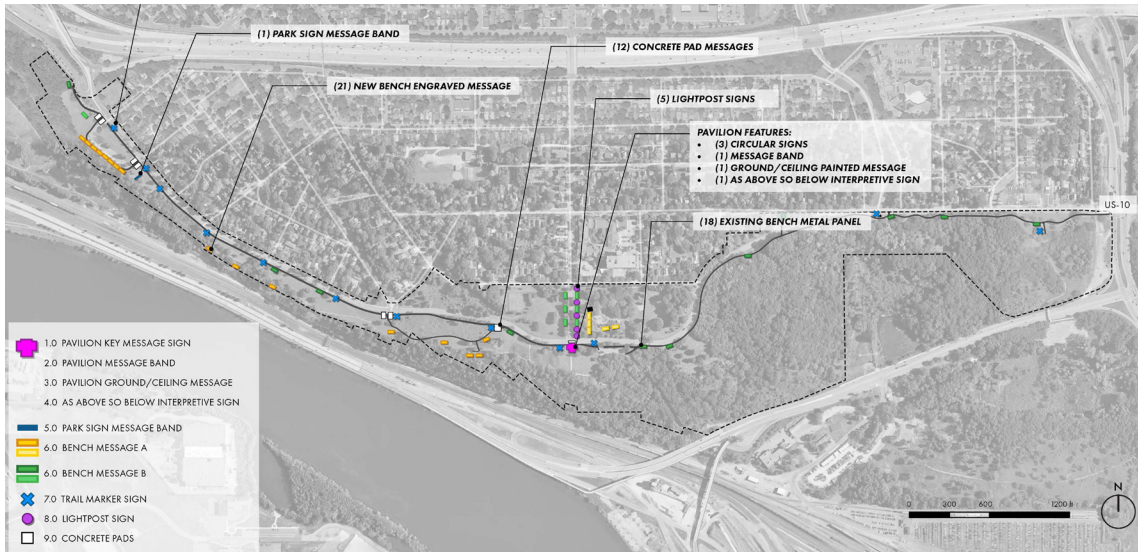 (1) PARK SIGN MESSAGE BAND
(12) CONCRETE PAD MESSAGES
(21) NEW BENCH ENGRAVED MESSAGE
(5) LIGHTPOST SIGNS
PAVILION FEATURES:
• (3) CIRCULAR SIGNS
• (1) MESSAGE BAND
• (1) GROUND/CEILING PAINTED MESSAGE
• (1) AS ABOVE SO BELOW INTERPRETIVE SIGN
US-10
(18) EXISTING BENCH METAL PANEL
1.0 PAVILION KEY MESSAGE SIGN
2.0 PAVILION MESSAGE BAND
3.0 PAVILION GROUND/CEILING MESSAGE
4.0 AS ABOVE SO BELOW INTERPRETIVE SIGN
5.0 PARK SIGN MESSAGE BAND
6.0 BENCH MESSAGE A
6.0 BENCH MESSAGE B
7.0 TRAIL MARKER SIGN
8.0 LIGHTPOST SIGN
9.0 CONCRETE PADS
N
0 300 600 1200 ft